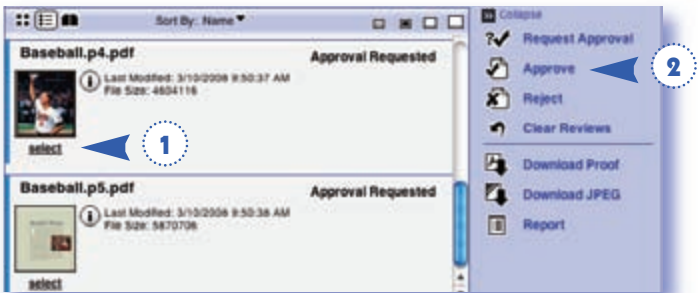 Sort By: Name
Baseball.p4.pdf
Approval Requested
Last Modified: 3/10/2006 9:50:37 AM
File Size: 4604116
select
1
Baseball.p5.pdf
Approval Requested
Last Modified: 3/10/2006 9:50:38 AM
File Size: 5870706
select
Collapse
Request Approval
Approve
2
Reject
Clear Reviews
Download Proof
Download JPEG
Report